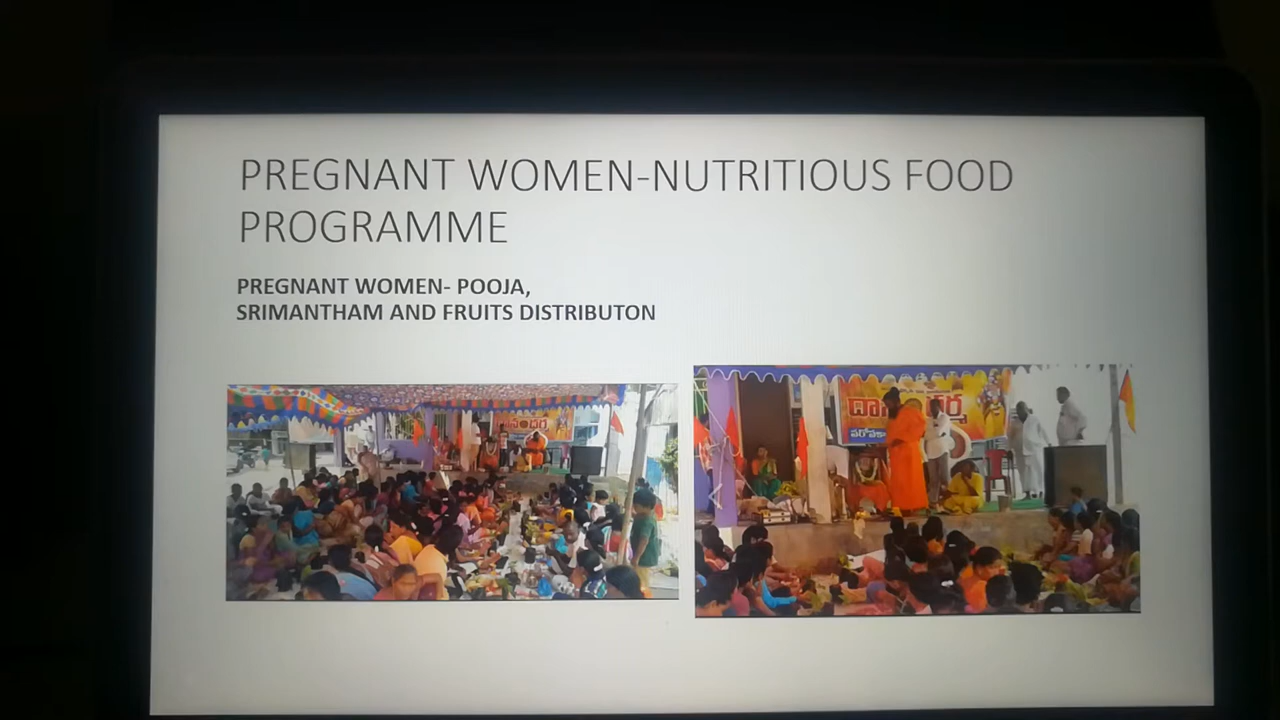 PREGNANT WOMEN-NUTRITIOUS FOOD
PROGRAMME
PREGNANT WOMEN- POOJA,
SRIMANTHAM AND FRUITS DISTRIBUTON